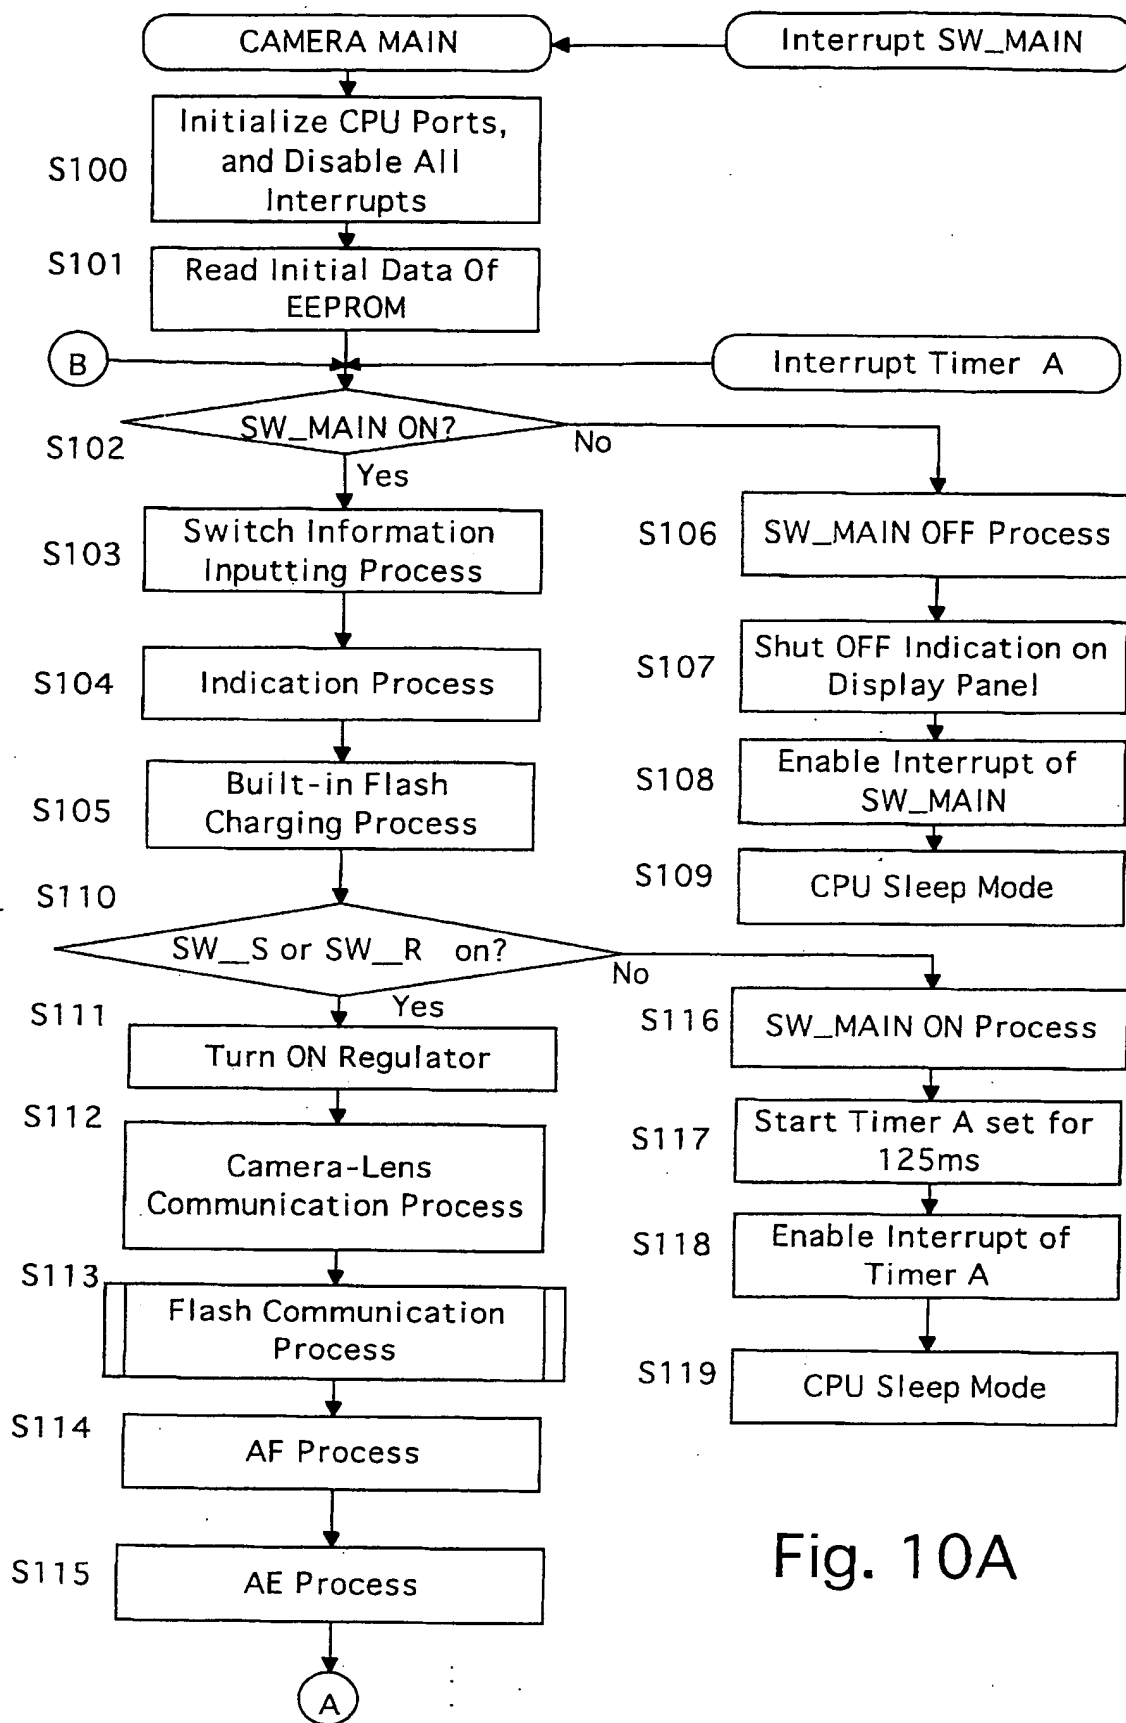 CAMERA MAIN
Interrupt SW_MAIN
S100
Initialize CPU Ports,
and Disable All
Interrupts
S101
Read Initial Data Of
EEPROM
B
Interrupt Timer A
S102
SW_MAIN ON?
No
Yes
S103
Switch Information
Inputting Process
S106
SW_MAIN OFF Process
S104
Indication Process
S107
Shut OFF Indication on
Display Panel
S105
Built-in Flash
Charging Process
S108
Enable Interrupt of
SW_MAIN
S109
CPU Sleep Mode
S110
SW__S or SW__R on?
No
Yes
S111
Turn ON Regulator
S116
SW_MAIN ON Process
S112
Camera-Lens
Communication Process
S117
Start Timer A set for
125ms
S118
Enable Interrupt of
Timer A
S113
Flash Communication
Process
S119
CPU Sleep Mode
S114
AF Process
S115
AE Process
A
Fig. 10A